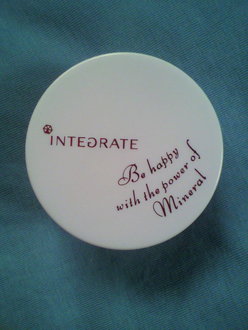 INTEGRATE
Be happy
with the power of
Mineral